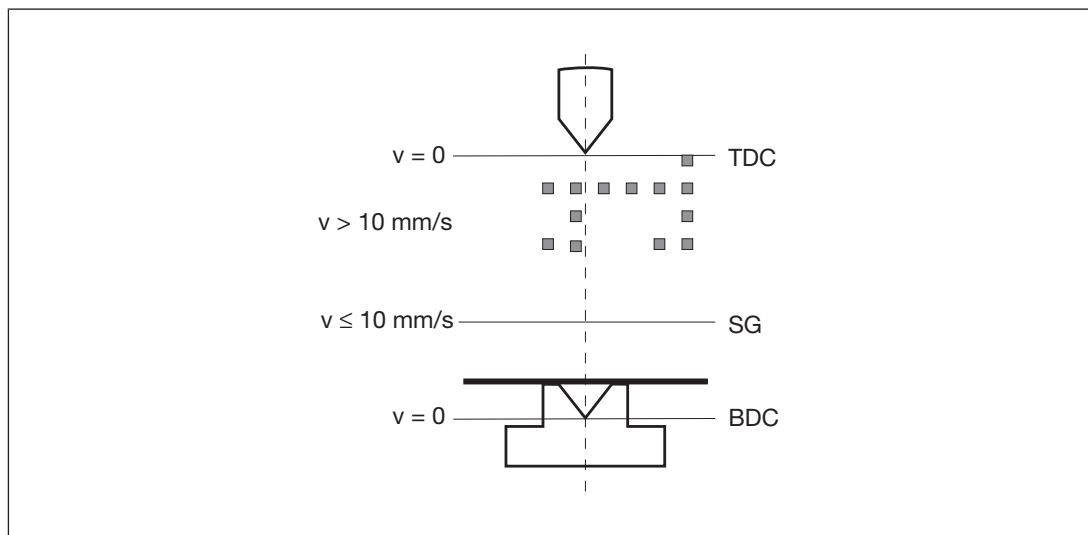 v = 0 TDC
v > 10 mm/s
v ≤ 10 mm/s SG
v = 0 BDC